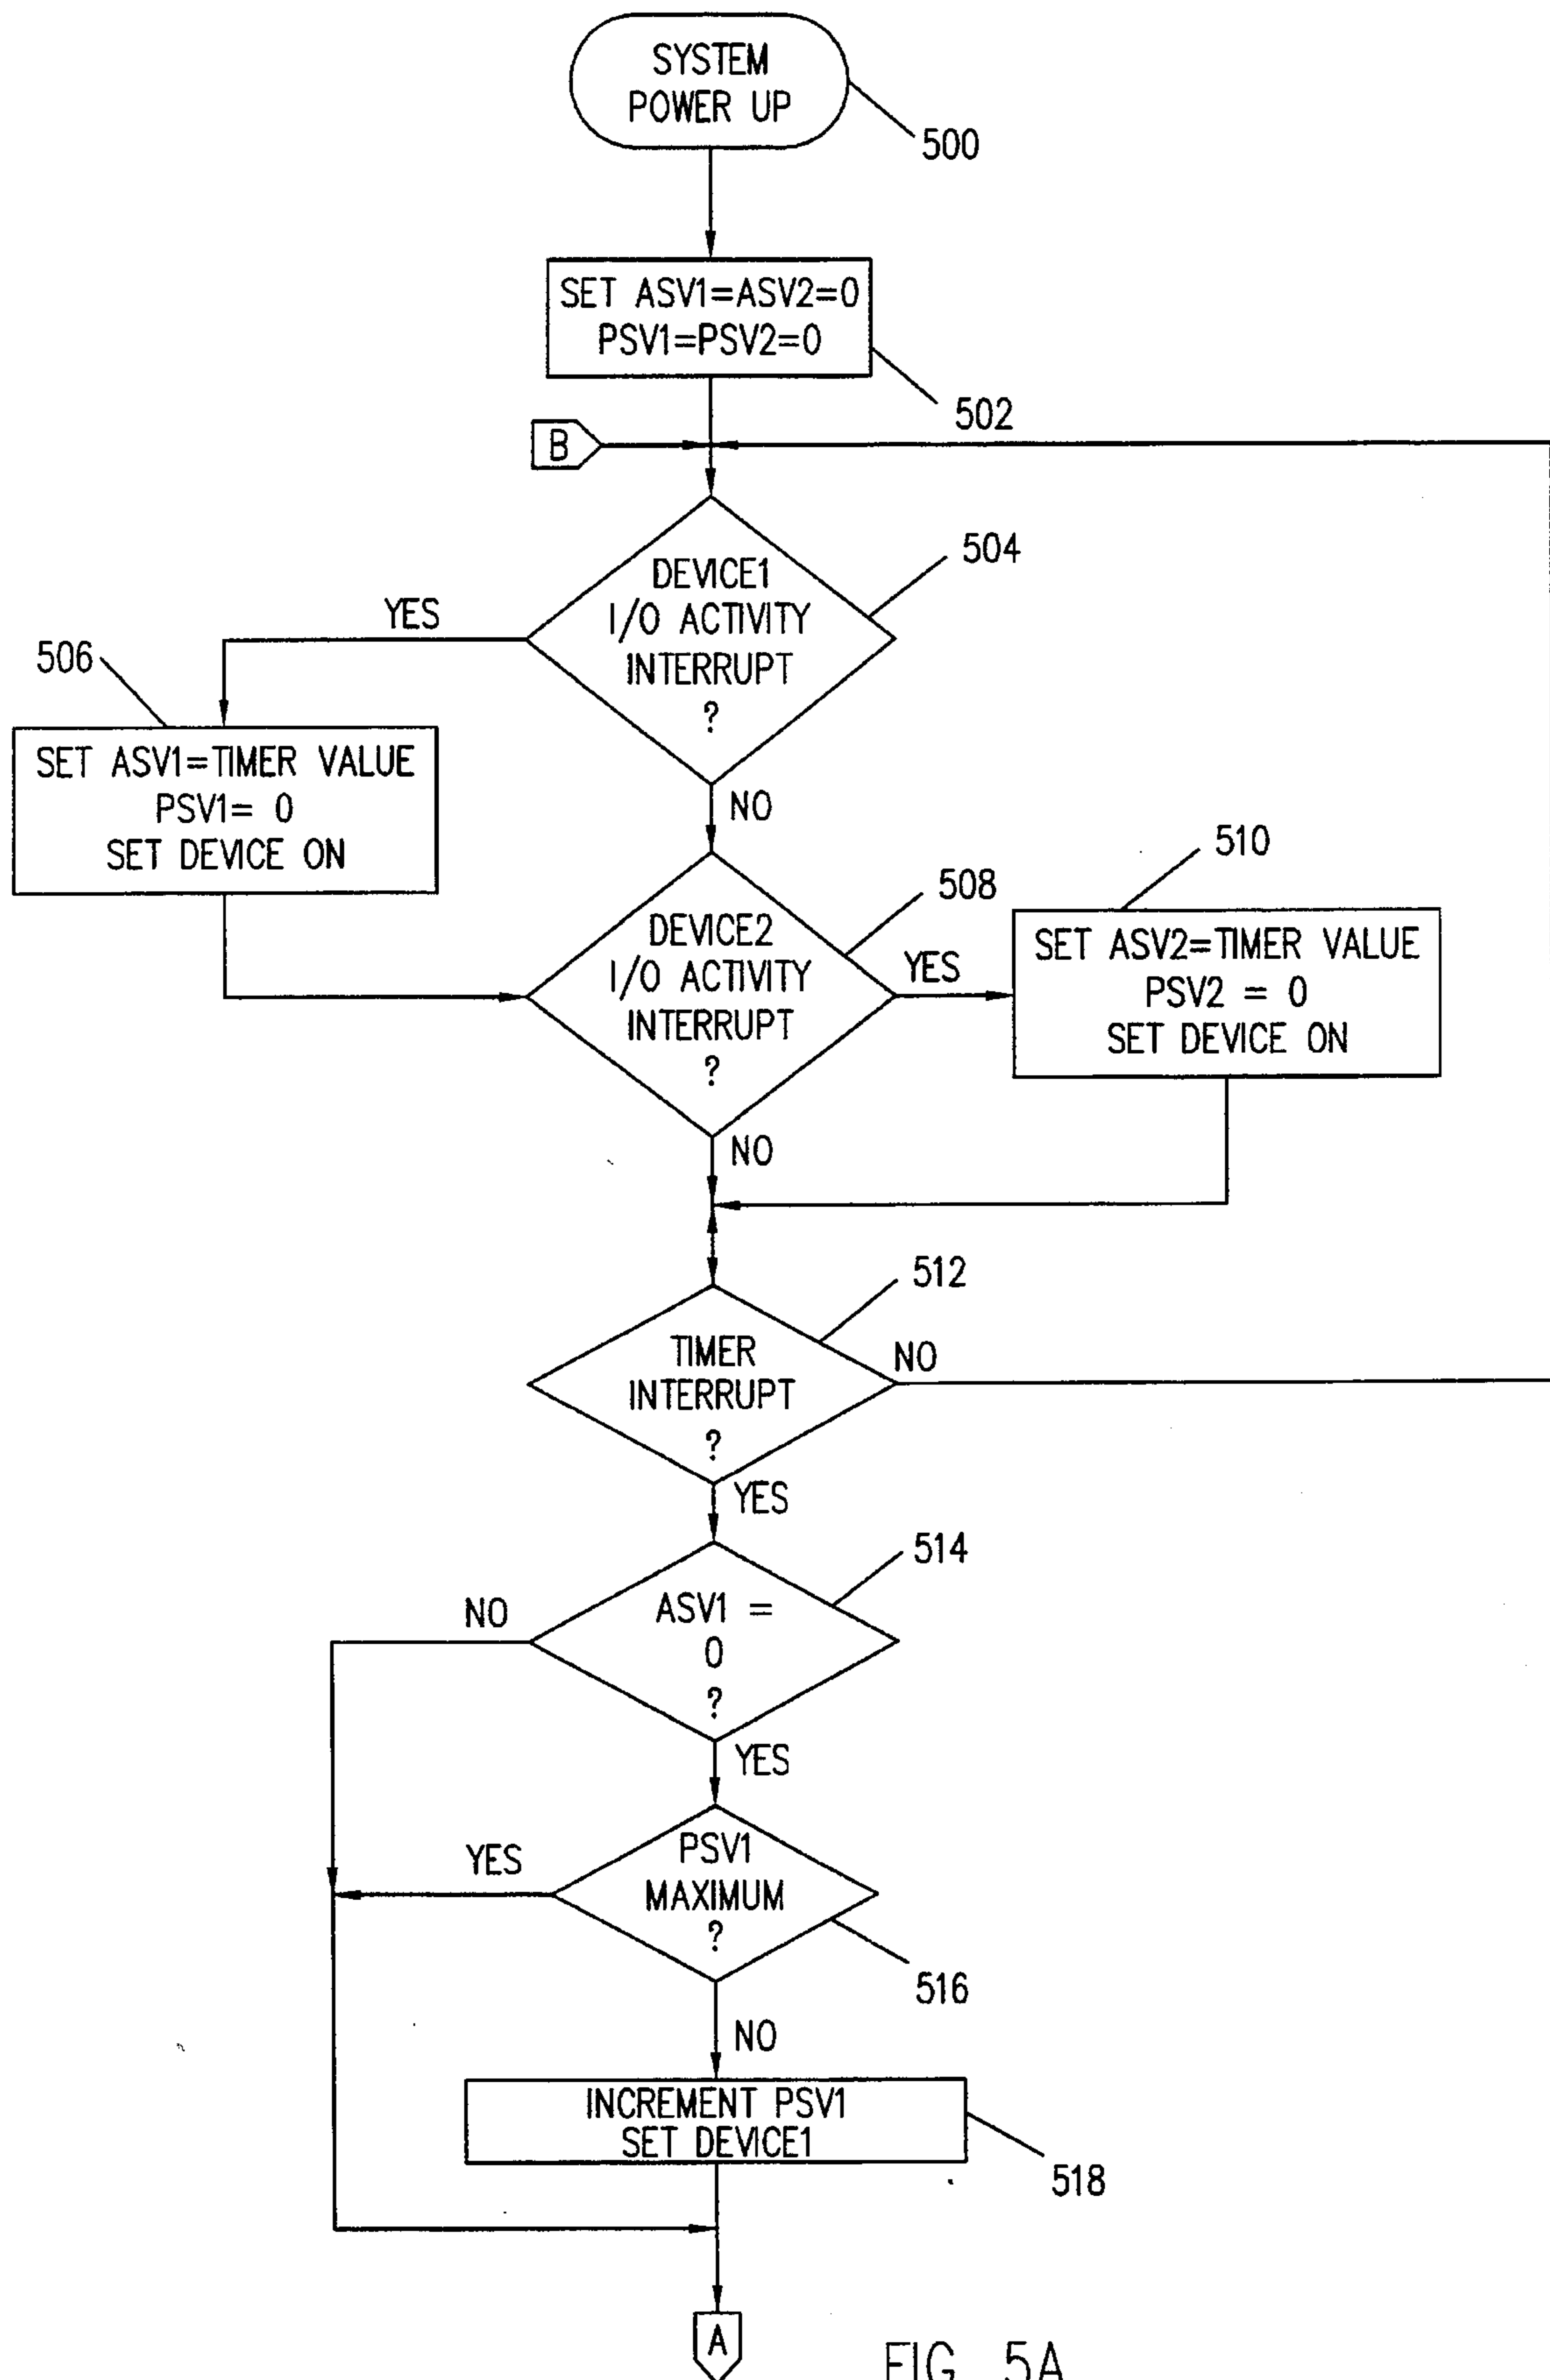 SYSTEM
POWER UP
500
SET ASV1=ASV2=0
PSV1=PSV2=0
502
B
DEVICE1
I/O ACTIVITY
INTERRUPT
?
504
YES
506
SET ASV1=TIMER VALUE
PSV1= 0
SET DEVICE ON
NO
DEVICE2
I/O ACTIVITY
INTERRUPT
?
508
YES
510
SET ASV2=TIMER VALUE
PSV2 = 0
SET DEVICE ON
NO
512
TIMER
INTERRUPT
?
NO
YES
514
ASV1 =
0
?
NO
YES
PSV1
MAXIMUM
?
YES
516
NO
INCREMENT PSV1
SET DEVICE1
518
A
FIG. 5A